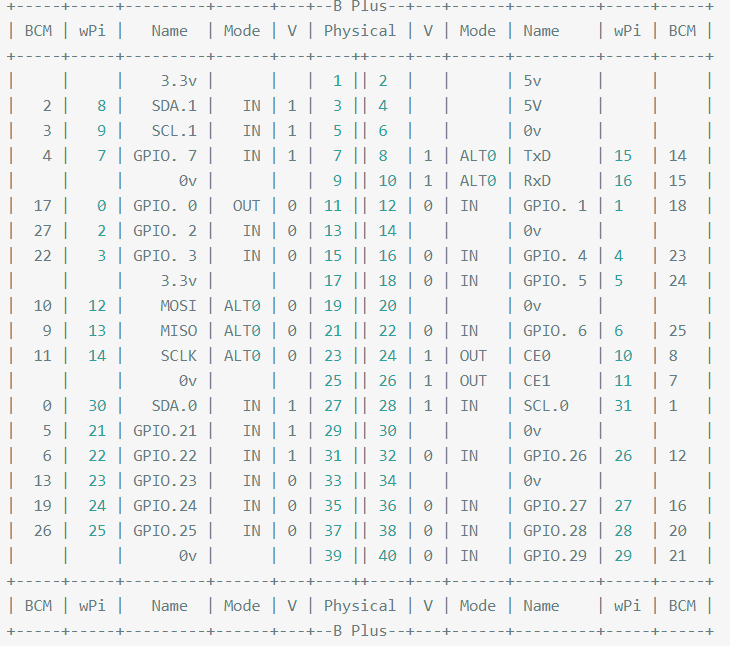 +-----+-----+---------+------+---+--B Plus--+---+------+---------+-----+-----+
| BCM | wPi |   Name  | Mode | V | Physical | V | Mode | Name    | wPi | BCM |
+-----+-----+---------+------+---+----++----+---+------+---------+-----+-----+
|     |     |    3.3v |      |   |  1 || 2  |   |      | 5v      |     |     |
|   2 |   8 |   SDA.1 |   IN | 1 |  3 || 4  |   |      | 5V      |     |     |
|   3 |   9 |   SCL.1 |   IN | 1 |  5 || 6  |   |      | 0v      |     |     |
|   4 |   7 | GPIO. 7 |   IN | 1 |  7 || 8  | 1 | ALT0 | TxD     | 15  | 14  |
|     |     |      0v |      |   |  9 || 10 | 1 | ALT0 | RxD     | 16  | 15  |
|  17 |   0 | GPIO. 0 |  OUT | 0 | 11 || 12 | 0 | IN   | GPIO. 1 | 1   | 18  |
|  27 |   2 | GPIO. 2 |   IN | 0 | 13 || 14 |   |      | 0v      |     |     |
|  22 |   3 | GPIO. 3 |   IN | 0 | 15 || 16 | 0 | IN   | GPIO. 4 | 4   | 23  |
|     |     |    3.3v |      |   | 17 || 18 | 0 | IN   | GPIO. 5 | 5   | 24  |
|  10 |  12 |    MOSI | ALT0 | 0 | 19 || 20 |   |      | 0v      |     |     |
|   9 |  13 |    MISO | ALT0 | 0 | 21 || 22 | 0 | IN   | GPIO. 6 | 6   | 25  |
|  11 |  14 |    SCLK | ALT0 | 0 | 23 || 24 | 1 | OUT  | CE0     | 10  | 8   |
|     |     |      0v |      |   | 25 || 26 | 1 | OUT  | CE1     | 11  | 7   |
|   0 |  30 |   SDA.0 |   IN | 1 | 27 || 28 | 1 | IN   | SCL.0   | 31  | 1   |
|   5 |  21 | GPIO.21 |   IN | 1 | 29 || 30 |   |      | 0v      |     |     |
|   6 |  22 | GPIO.22 |   IN | 1 | 31 || 32 | 0 | IN   | GPIO.26 | 26  | 12  |
|  13 |  23 | GPIO.23 |   IN | 0 | 33 || 34 |   |      | 0v      |     |     |
|  19 |  24 | GPIO.24 |   IN | 0 | 35 || 36 | 0 | IN   | GPIO.27 | 27  | 16  |
|  26 |  25 | GPIO.25 |   IN | 0 | 37 || 38 | 0 | IN   | GPIO.28 | 28  | 20  |
|     |     |      0v |      |   | 39 || 40 | 0 | IN   | GPIO.29 | 29  | 21  |
+-----+-----+---------+------+---+----++----+---+------+---------+-----+-----+
| BCM | wPi |   Name  | Mode | V | Physical | V | Mode | Name    | wPi | BCM |
+-----+-----+---------+------+---+--B Plus--+---+------+---------+-----+-----+